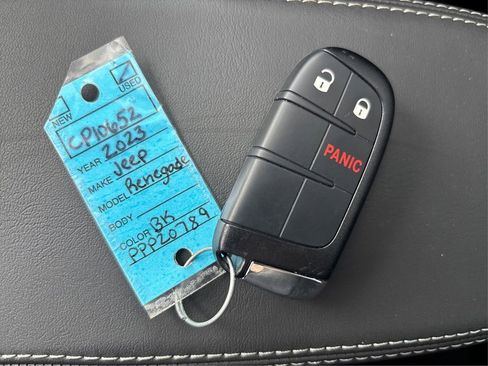 NEW USED
CP10652
YEAR 2023
MAKE Jeep
MODEL Renegade
BODY
COLOR BK
PPP20789
PANIC